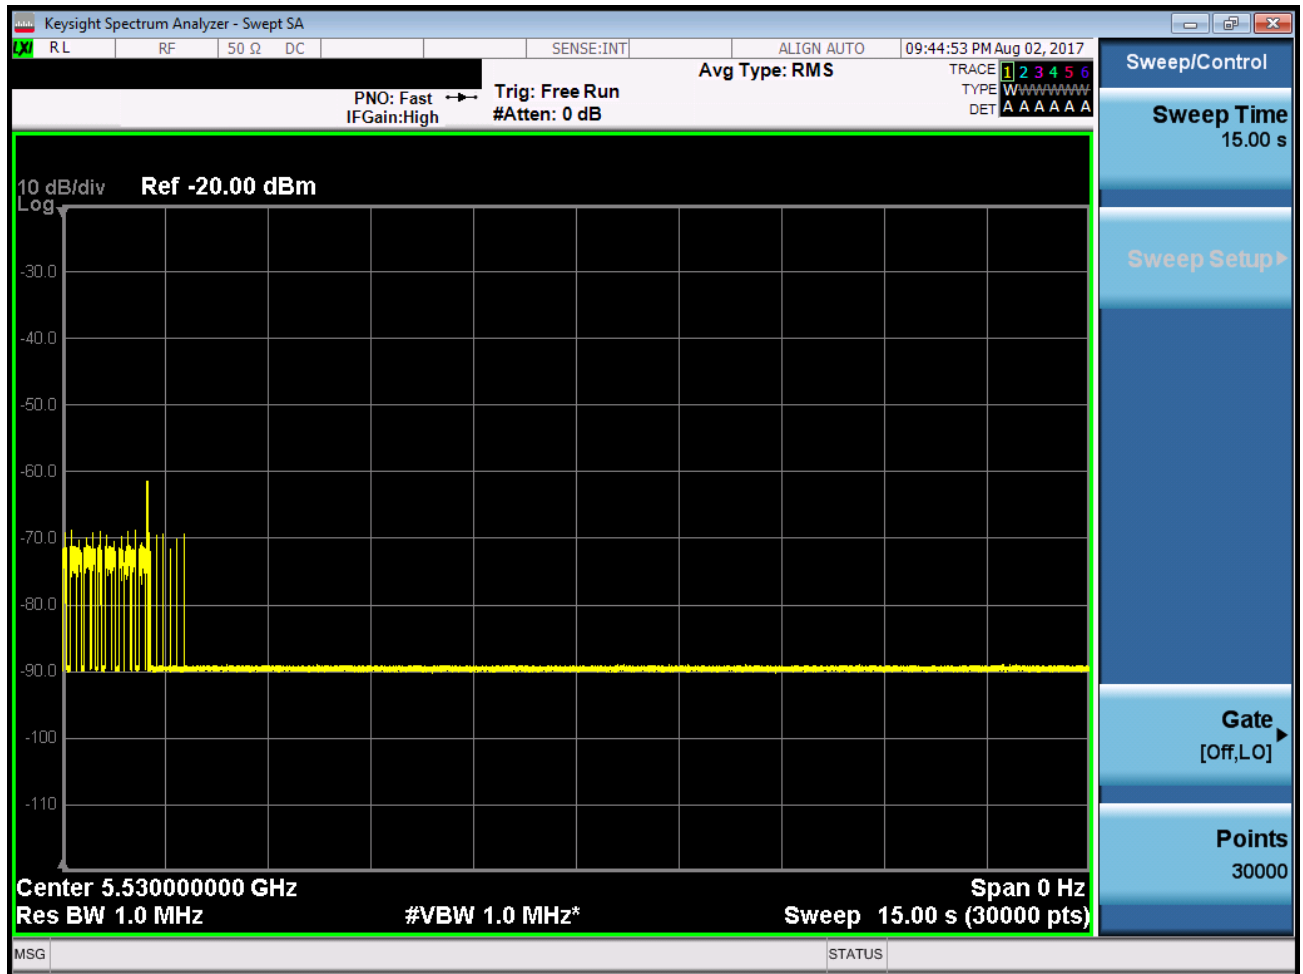 Keysight Spectrum Analyzer - Swept SA
LXI RL RF 50 Ω DC SENSE:INT ALIGN AUTO 09:44:53 PM Aug 02, 2017
PNO: Fast
IFGain:High
Trig: Free Run
#Atten: 0 dB
Avg Type: RMS
TRACE 1 2 3 4 5 6
TYPE WWWWWW
DET A A A A A A
10 dB/div Ref -20.00 dBm
Log
-30.0
-40.0
-50.0
-60.0
-70.0
-80.0
-90.0
-100
-110
Center 5.530000000 GHz Span 0 Hz
Res BW 1.0 MHz #VBW 1.0 MHz* Sweep 15.00 s (30000 pts)
MSG STATUS
Sweep/Control
Sweep Time
15.00 s
Sweep Setup
Gate
[Off,LO]
Points
30000